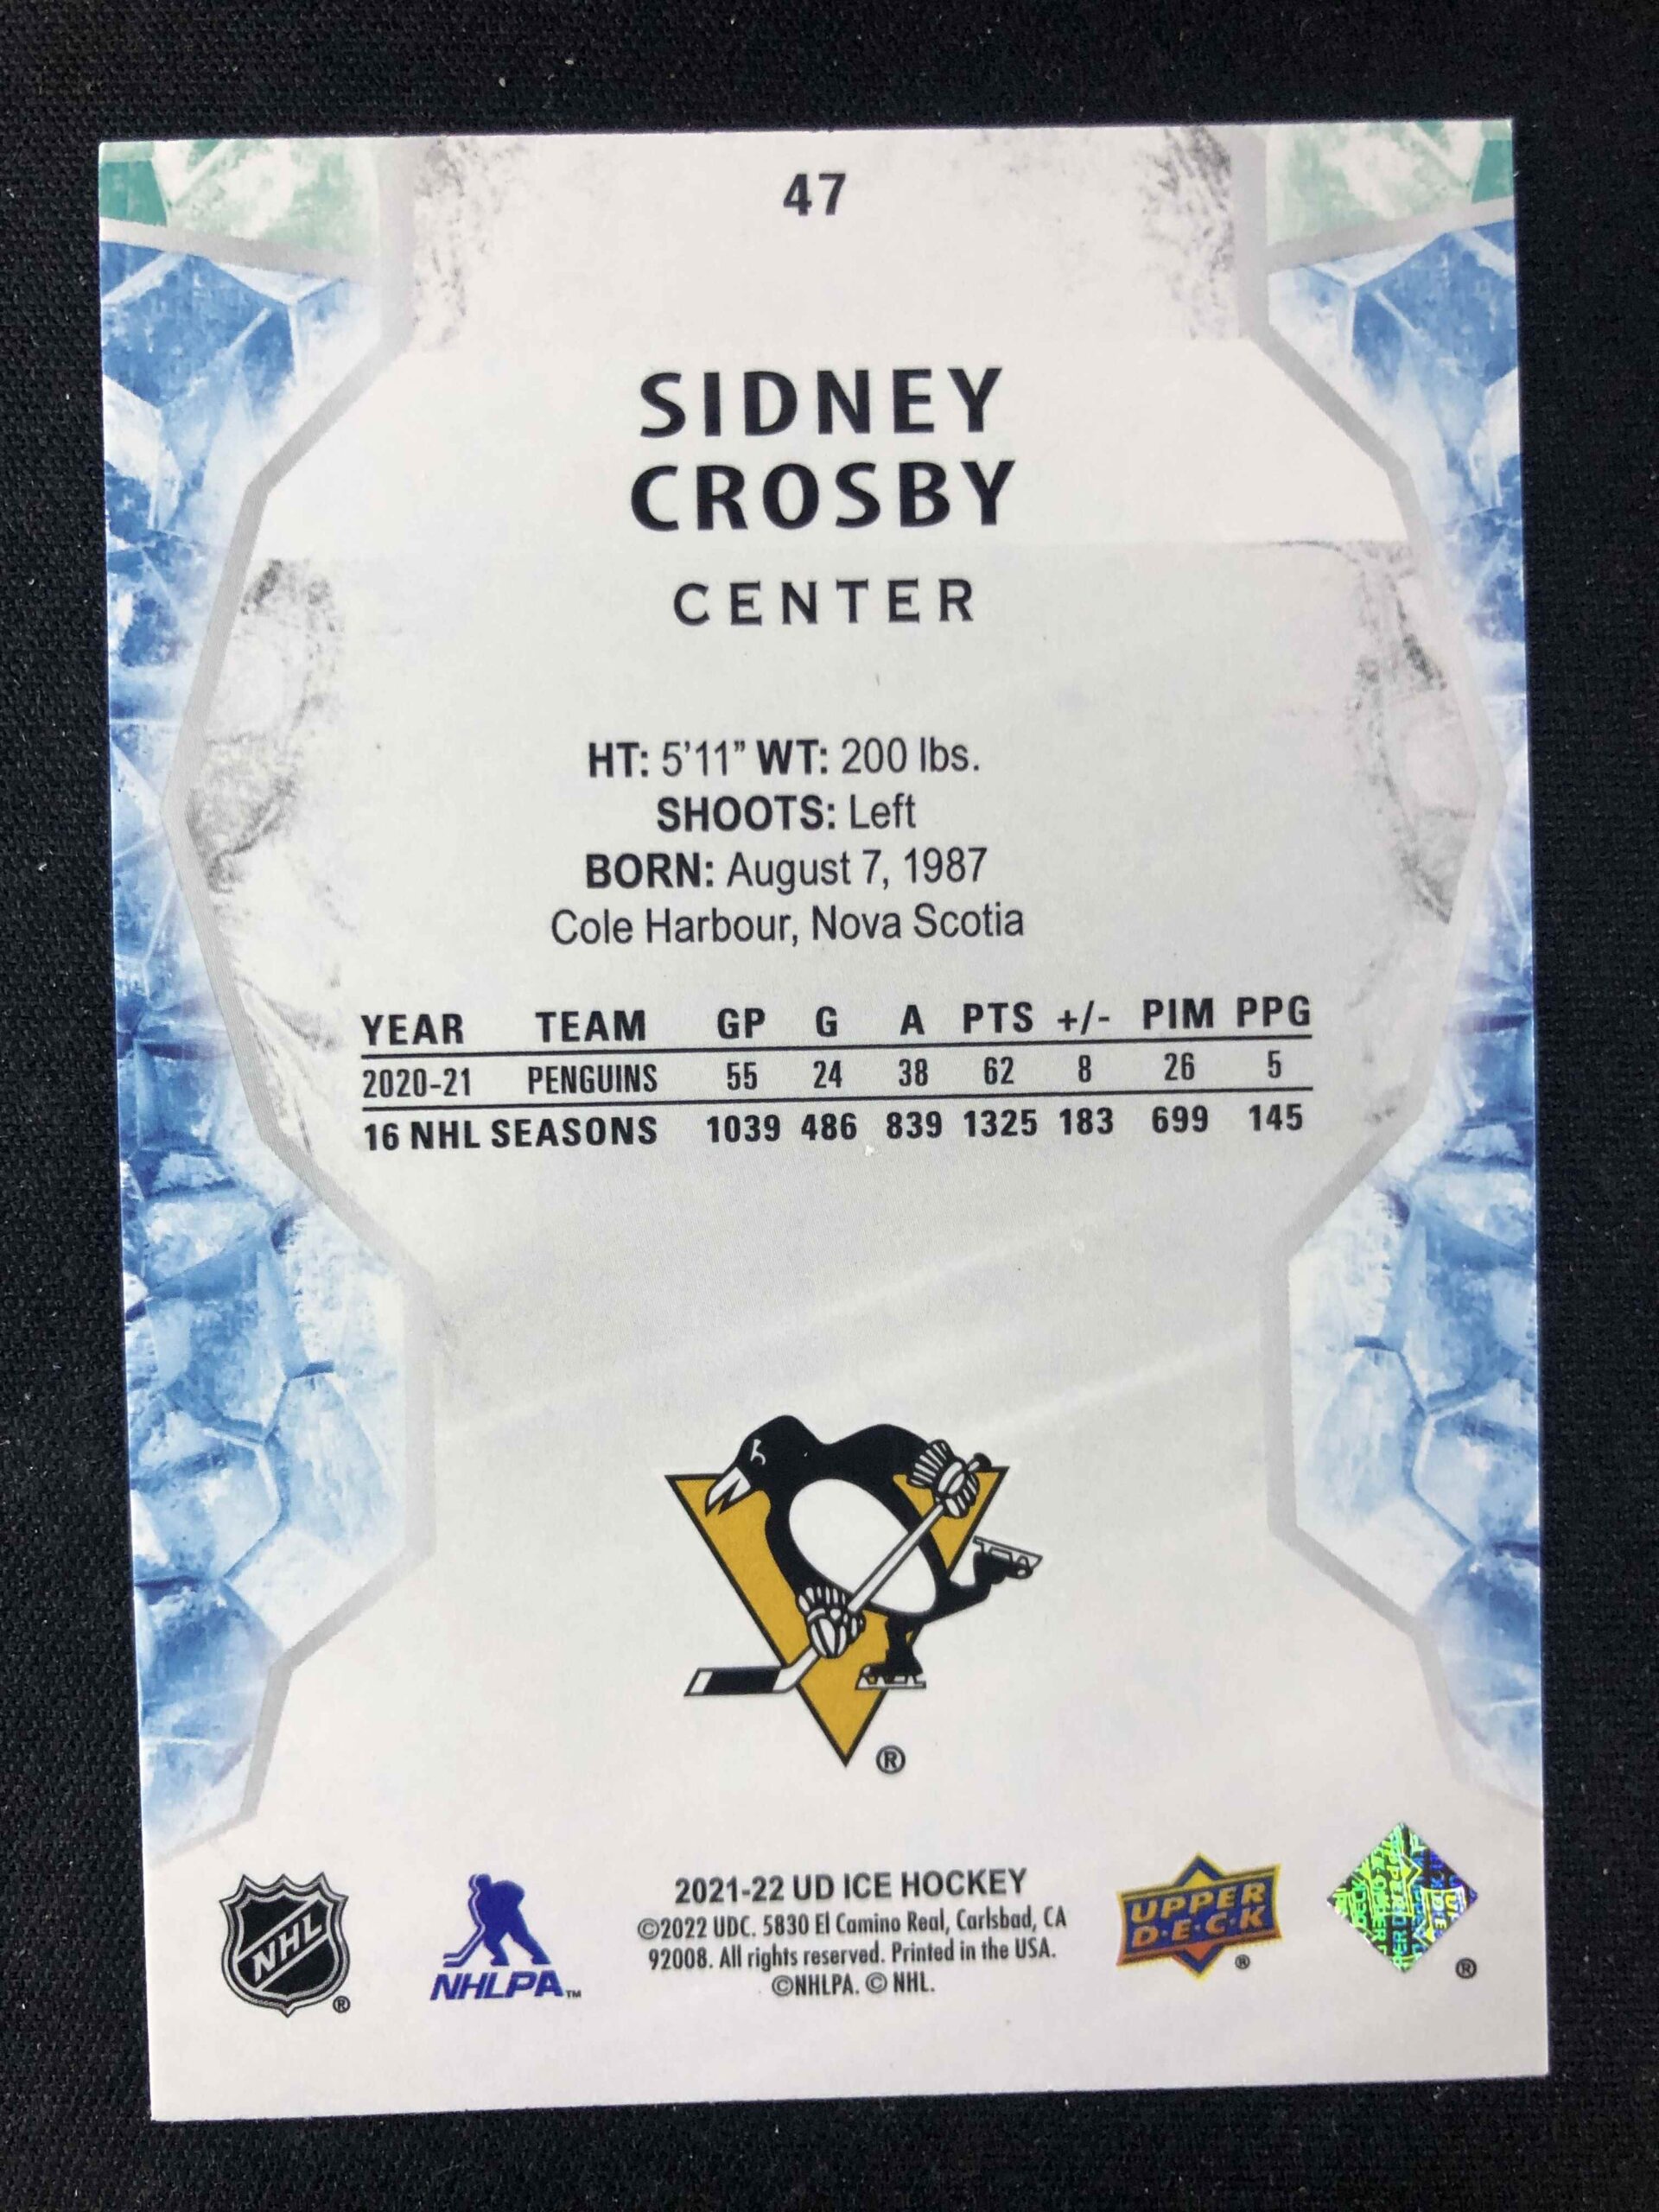 47
SIDNEY
CROSBY
CENTER
HT: 5'11" WT: 200 lbs.
SHOOTS: Left
BORN: August 7, 1987
Cole Harbour, Nova Scotia
YEAR TEAM GP G A PTS +/- PIM PPG
2020-21 PENGUINS 55 24 38 62 8 26 5
16 NHL SEASONS 1039 486 839 1325 183 699 145
®
NHL ®
NHLPA™
2021-22 UD ICE HOCKEY
©2022 UDC. 5830 El Camino Real, Carlsbad, CA
92008. All rights reserved. Printed in the USA.
©NHLPA. © NHL.
UPPER
D·E·C·K ®
®